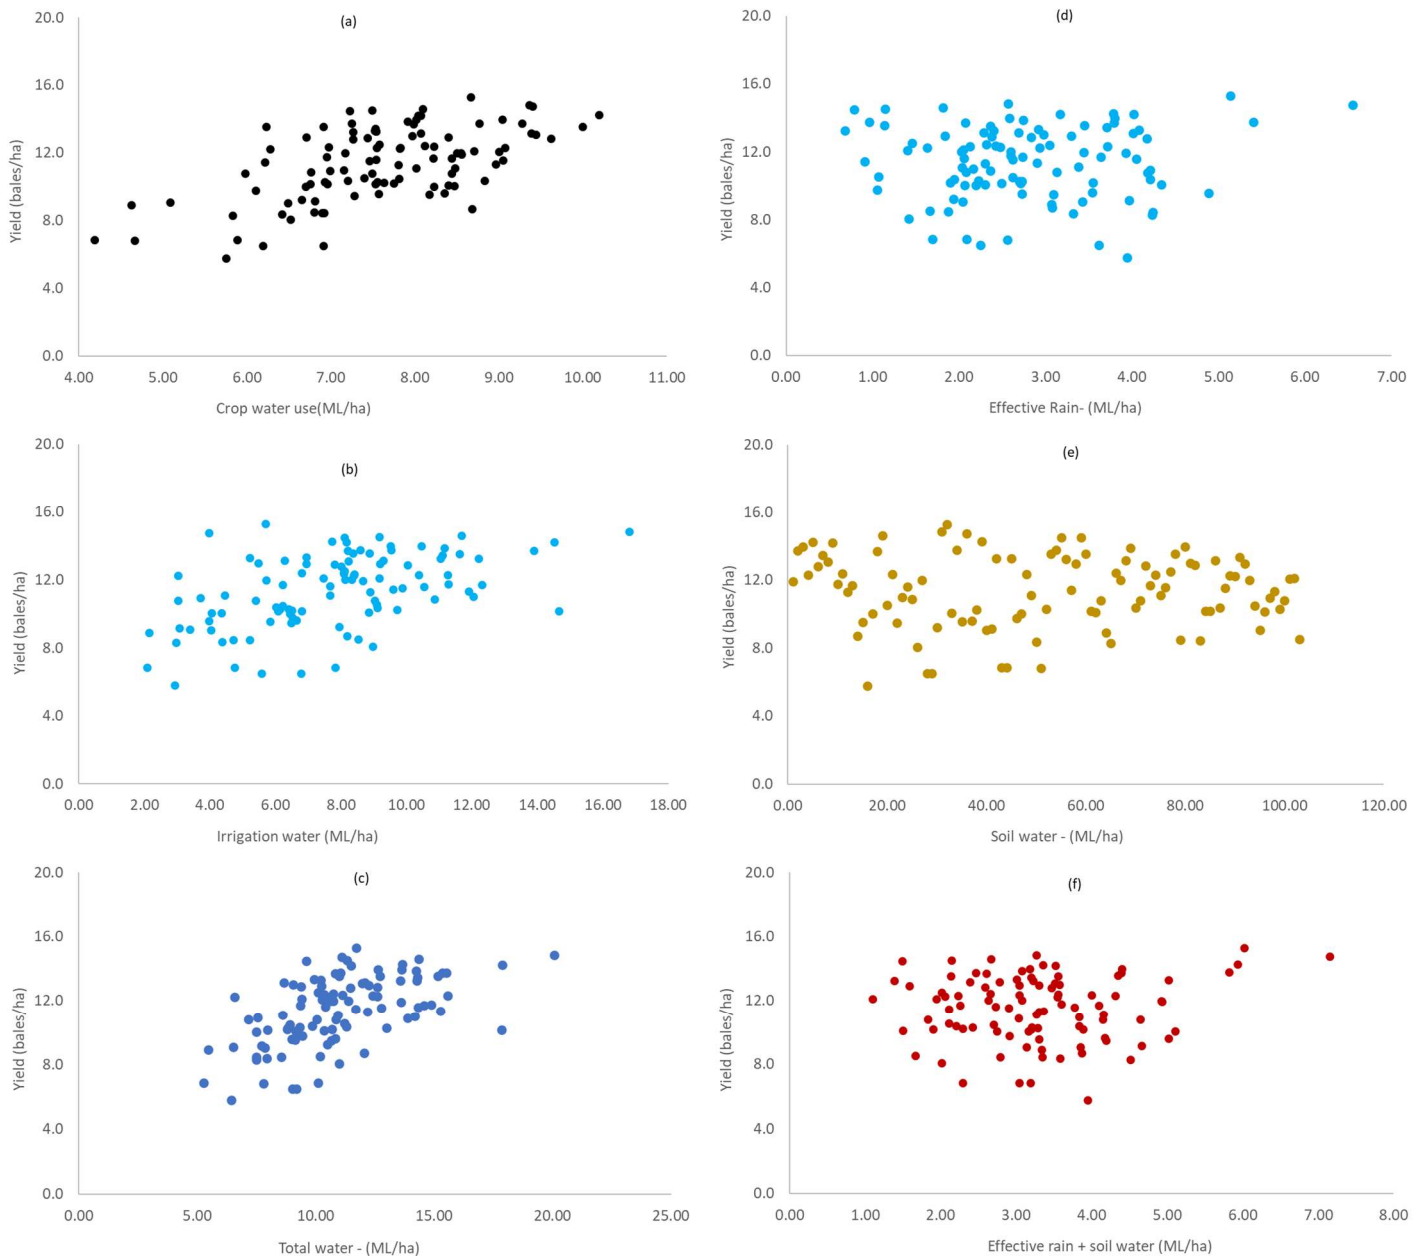 (a)
20.0
16.0
12.0
8.0
4.0
0.0
4.00 5.00 6.00 7.00 8.00 9.00 10.00 11.00
Yield (bales/ha)
Crop water use(ML/ha)
(b)
20.0
16.0
12.0
8.0
4.0
0.0
0.00 2.00 4.00 6.00 8.00 10.00 12.00 14.00 16.00 18.00
Yield (bales/ha)
Irrigation water (ML/ha)
(c)
20.0
16.0
12.0
8.0
4.0
0.0
0.00 5.00 10.00 15.00 20.00 25.00
Yield (bales/ha)
Total water - (ML/ha)
(d)
20.0
16.0
12.0
8.0
4.0
0.0
0.00 1.00 2.00 3.00 4.00 5.00 6.00 7.00
Yield (bales/ha)
Effective Rain- (ML/ha)
(e)
20.0
16.0
12.0
8.0
4.0
0.0
0.00 20.00 40.00 60.00 80.00 100.00 120.00
Yield (bales/ha)
Soil water - (ML/ha)
(f)
20.0
16.0
12.0
8.0
4.0
0.0
0.00 1.00 2.00 3.00 4.00 5.00 6.00 7.00 8.00
Yield (bales/ha)
Effective rain + soil water (ML/ha)